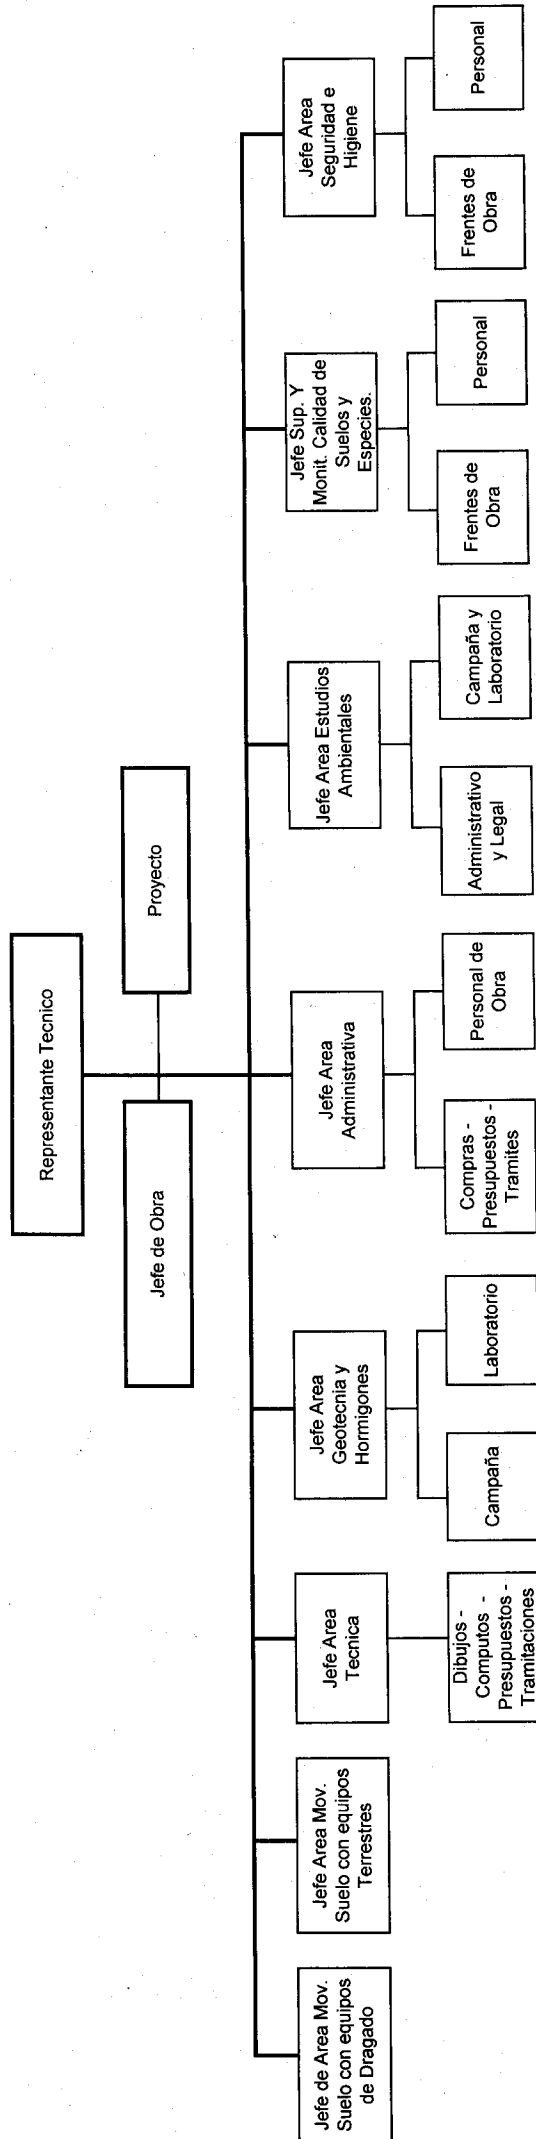 Representante Tecnico
Jefe de Obra
Proyecto
Jefe de Area Mov.
Suelo con equipos
de Dragado
Jefe Area Mov.
Suelo con equipos
Terrestres
Jefe Area
Tecnica
Jefe Area
Geotecnia y
Hormigones
Jefe Area
Administrativa
Jefe Area Estudios
Ambientales
Jefe Sup. Y
Monit. Calidad de
Suelos y
Especies.
Jefe Area
Seguridad e
Higiene
Dibujos -
Computos -
Presupuestos -
Tramitaciones
Campaña
Laboratorio
Compras -
Presupuestos -
Tramites
Personal de
Obra
Administrativo
y Legal
Campaña y
Laboratorio
Frentes de
Obra
Personal
Frentes de
Obra
Personal